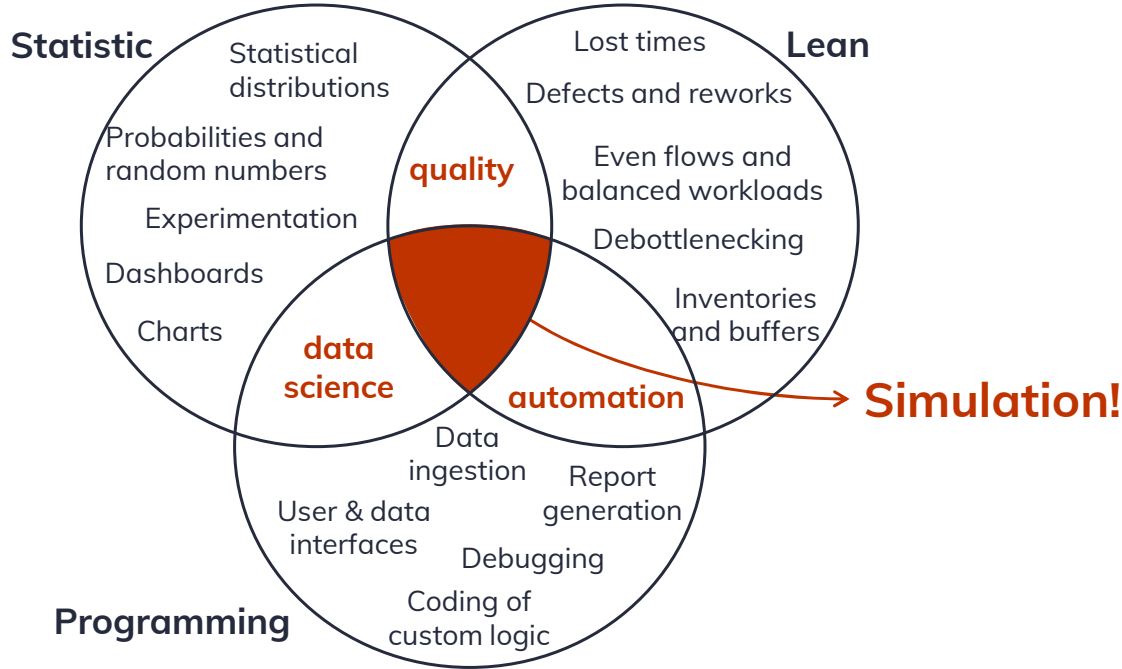 Statistic
Statistical
distributions
Probabilities and
random numbers
Experimentation
Dashboards
Charts
Lean
Lost times
Defects and reworks
Even flows and
balanced workloads
Debottlenecking
Inventories
and buffers
quality
data
science
automation
Simulation!
Programming
Data
ingestion
Report
generation
User & data
interfaces
Debugging
Coding of
custom logic